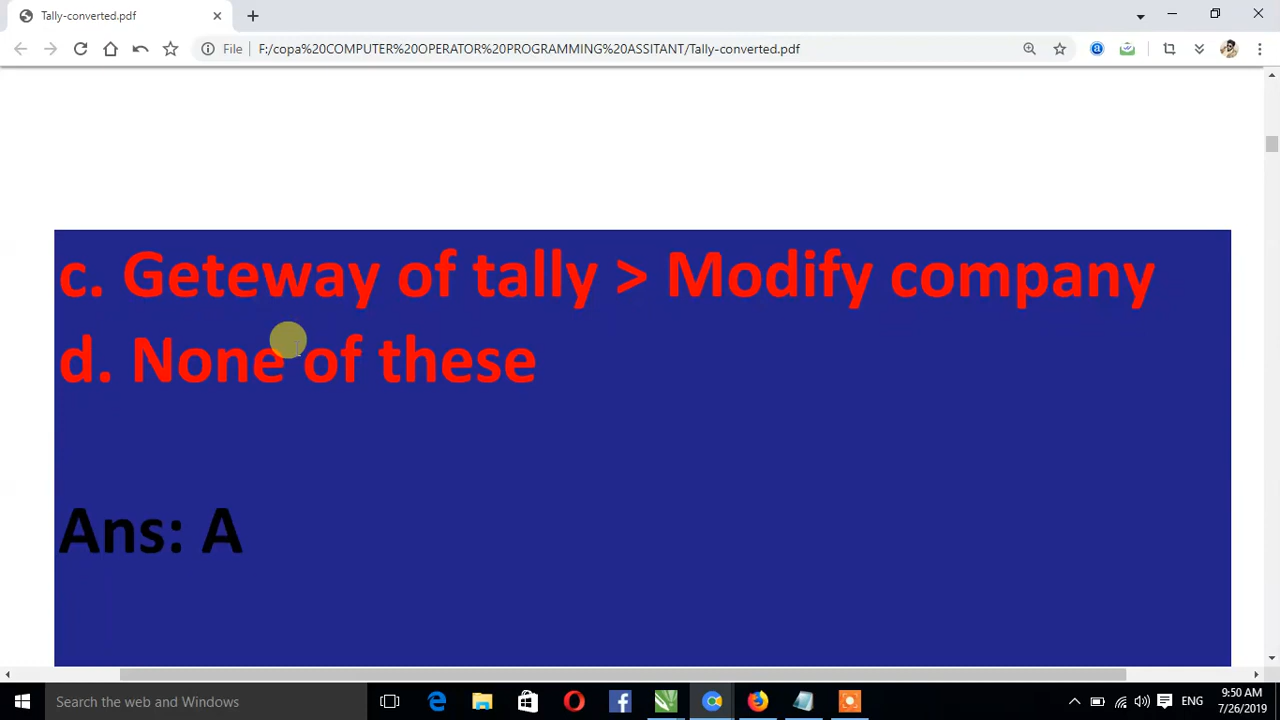 Tally-converted.pdf
File F:/copa%20COMPUTER%20OPERATOR%20PROGRAMMING%20ASSITANT/Tally-converted.pdf
c. Geteway of tally > Modify company
d. None of these
Ans: A
Search the web and Windows
ENG
9:50 AM
7/26/2019